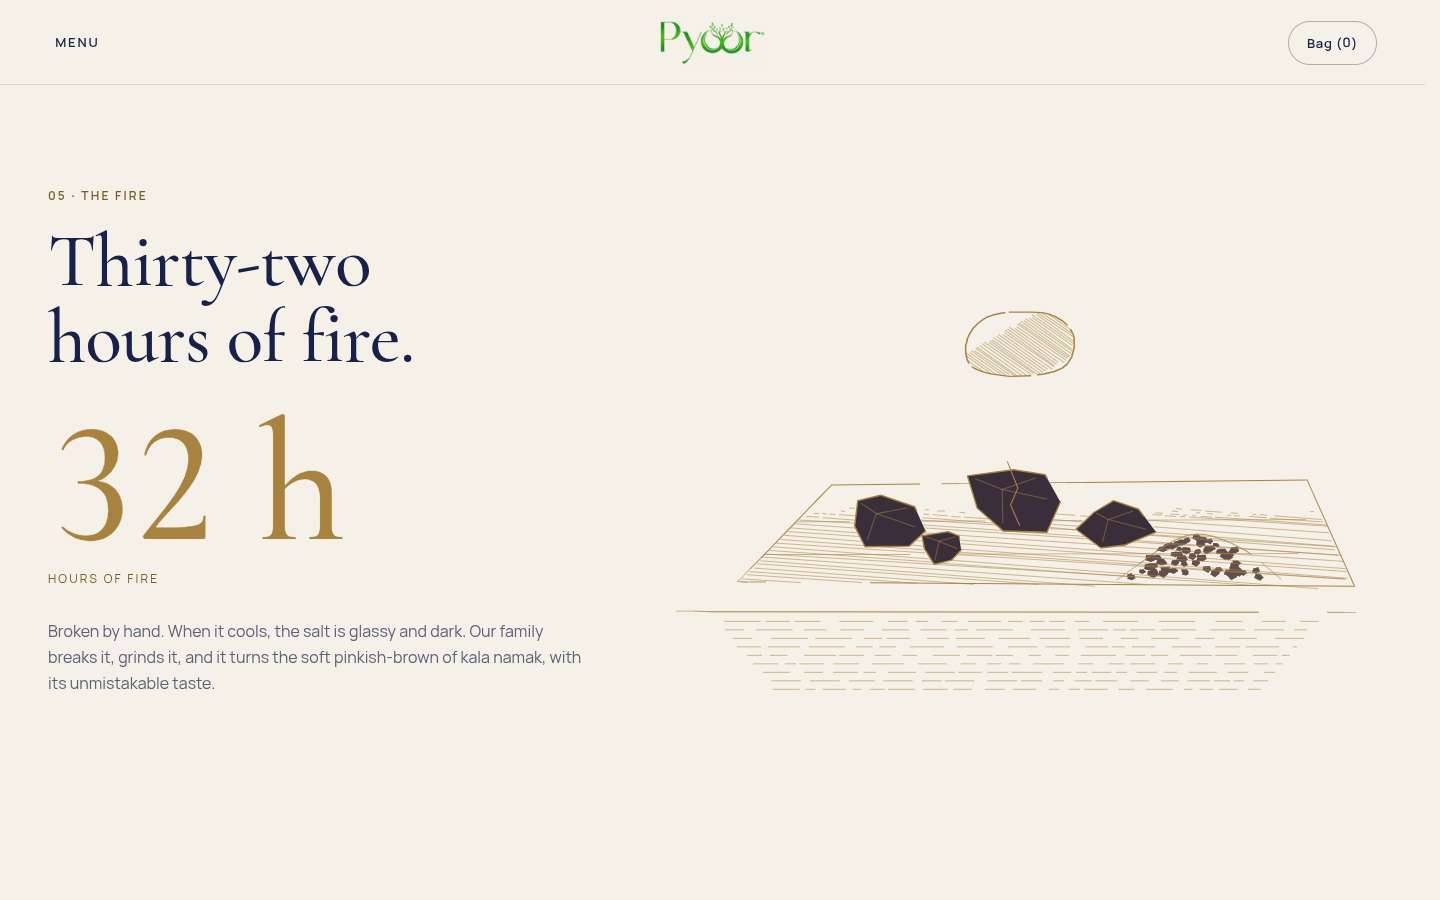 MENU
Pyoor
Bag (0)
05 · THE FIRE
Thirty-two
hours of fire.
32 h
HOURS OF FIRE
Broken by hand. When it cools, the salt is glassy and dark. Our family
breaks it, grinds it, and it turns the soft pinkish-brown of kala namak, with
its unmistakable taste.